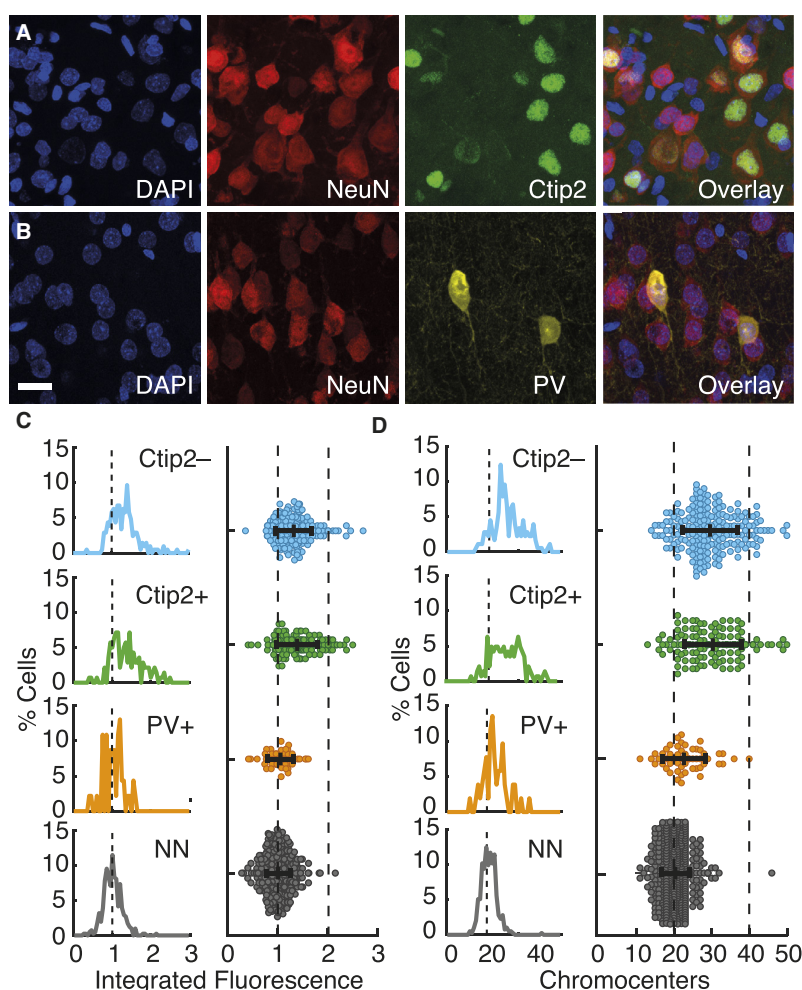 A
DAPI
NeuN
Ctip2
Overlay
B
DAPI
NeuN
PV
Overlay
C
% Cells
15
10
5
0
Ctip2–
15
10
5
0
Ctip2+
15
10
5
0
PV+
15
10
5
0
NN
0 1 2 3
0 1 2 3
Integrated Fluorescence
D
% Cells
15
10
5
0
Ctip2–
15
10
5
0
Ctip2+
15
10
5
0
PV+
15
10
5
0
NN
0 20 40
0 10 20 30 40 50
Chromocenters